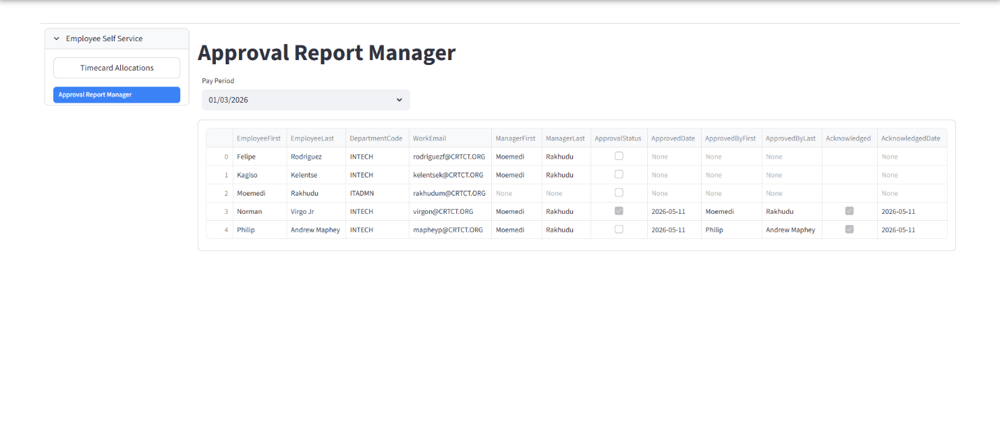 Employee Self Service
Timecard Allocations
Approval Report Manager
Approval Report Manager
Pay Period
01/03/2026
EmployeeFirst EmployeeLast DepartmentCode WorkEmail ManagerFirst ManagerLast ApprovalStatus ApprovedDate ApprovedByFirst ApprovedByLast Acknowledged AcknowledgedDate
0 Felipe Rodriguez INTECH rodriguezf@CRTCT.ORG Moemedi Rakhudu None None None None
1 Kagiso Kelentse INTECH kelentsek@CRTCT.ORG Moemedi Rakhudu None None None None
2 Moemedi Rakhudu ITADMN rakhudum@CRTCT.ORG None None None None None None
3 Norman Virgo Jr INTECH virgon@CRTCT.ORG Moemedi Rakhudu 2026-05-11 Moemedi Rakhudu 2026-05-11
4 Philip Andrew Maphey INTECH mapheyp@CRTCT.ORG Moemedi Rakhudu 2026-05-11 Philip Andrew Maphey 2026-05-11